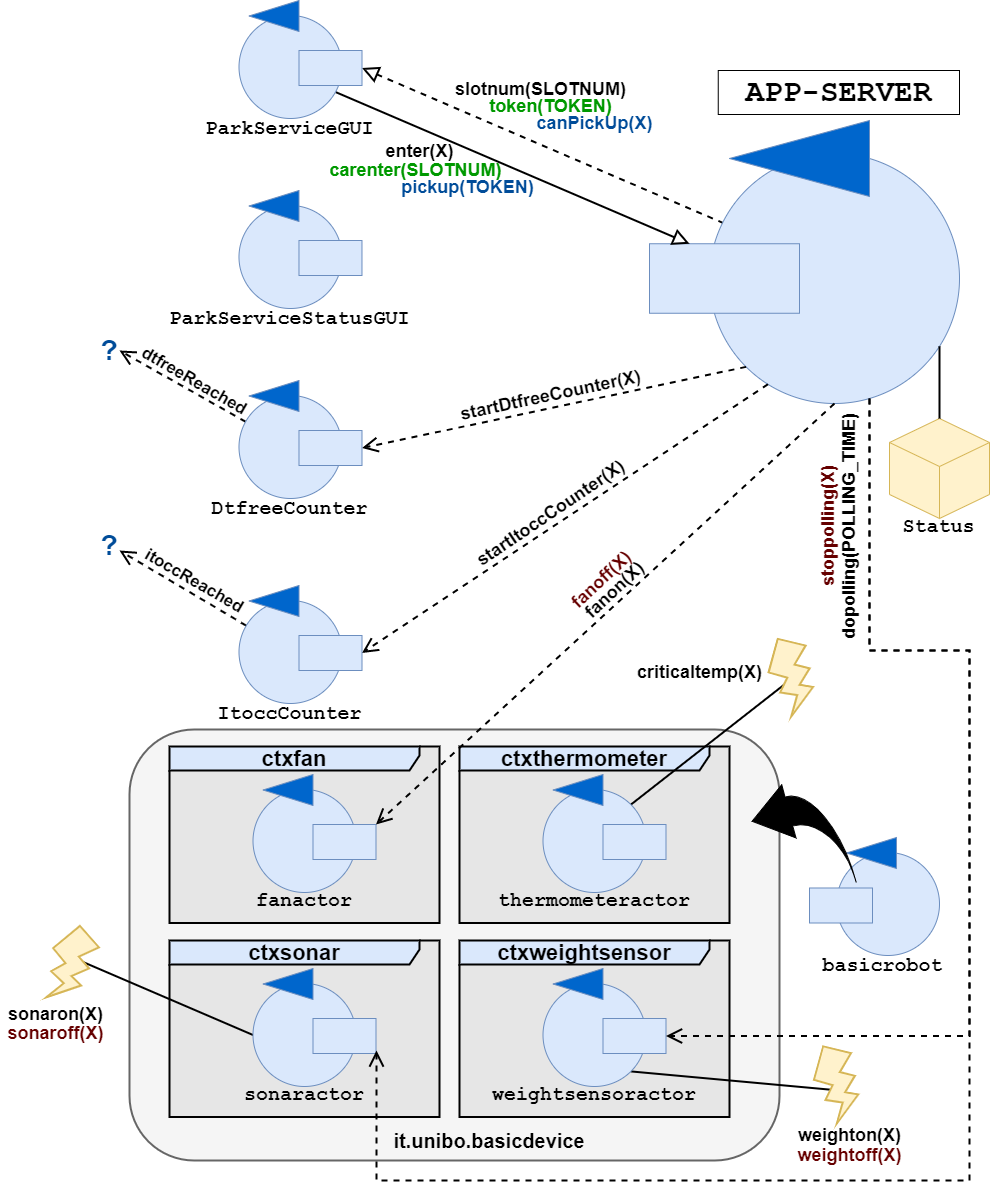 ParkServiceGUI
slotnum(SLOTNUM)
token(TOKEN)
canPickUp(X)
APP-SERVER
enter(X)
carenter(SLOTNUM)
pickup(TOKEN)
ParkServiceStatusGUI
?
dtfreeReached
startDtfreeCounter(X)
DtfreeCounter
stoppolling(X)
dopolling(POLLING_TIME)
Status
?
itoccReached
startItoccCounter(X)
fanoff(X)
fanon(X)
ItoccCounter
criticaltemp(X)
ctxfan
ctxthermometer
fanactor
thermometeractor
basicrobot
ctxsonar
ctxweightsensor
sonaron(X)
sonaroff(X)
sonaractor
weightsensoractor
it.unibo.basicdevice
weighton(X)
weightoff(X)